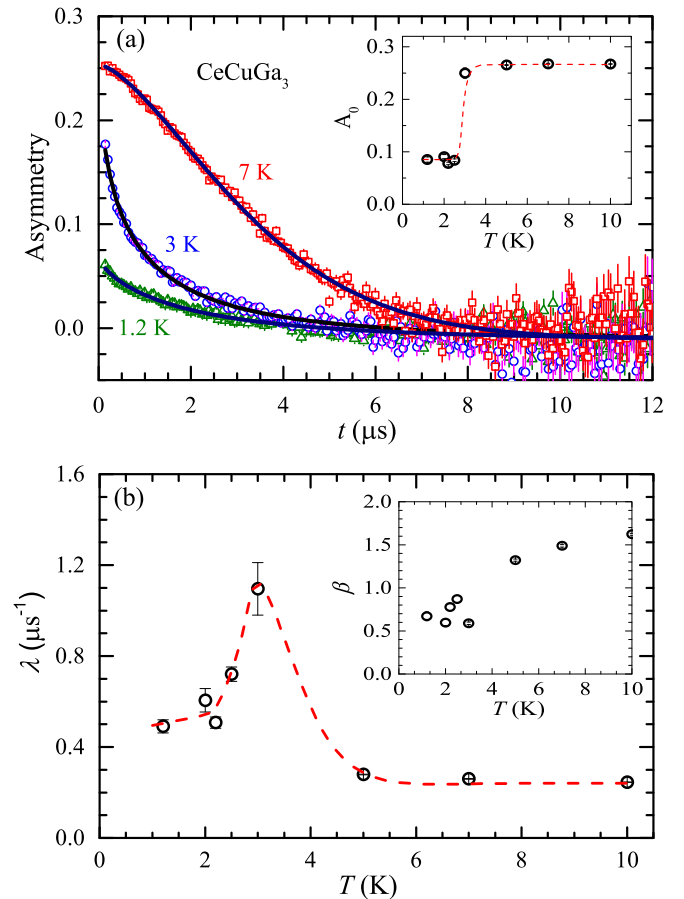 (a)
CeCuGa₃
7 K
3 K
1.2 K
Asymmetry
0.3
0.2
0.1
0.0
0 2 4 6 8 10 12
t (μs)
A₀
0.3
0.2
0.1
0.0
0 2 4 6 8 10
T (K)
(b)
λ (μs⁻¹)
1.6
1.2
0.8
0.4
0.0
0 2 4 6 8 10
T (K)
β
2.0
1.5
1.0
0.5
0.0
0 2 4 6 8 10
T (K)